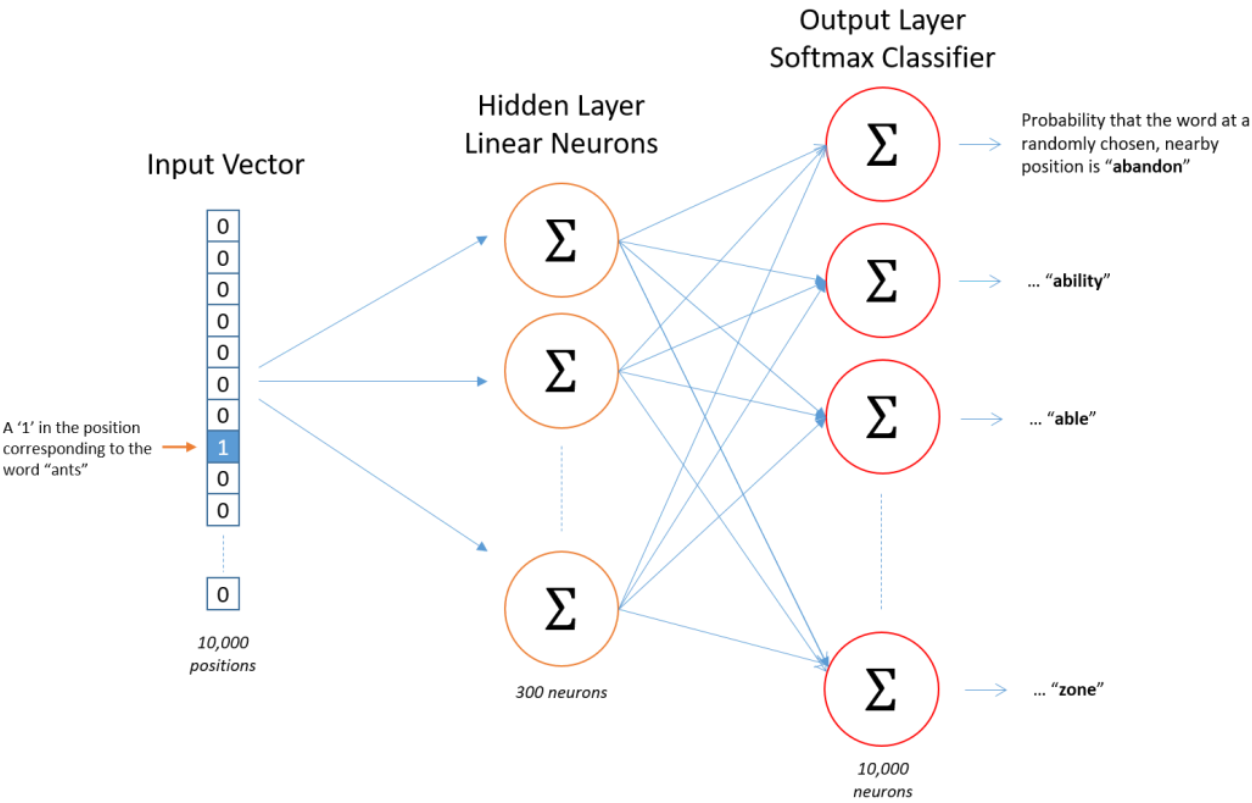 Output Layer
Softmax Classifier
Hidden Layer
Linear Neurons
Input Vector
0
0
0
0
0
0
0
1
0
0
0
A ‘1’ in the position
corresponding to the
word “ants”
10,000
positions
Σ
Σ
Σ
300 neurons
Σ
Σ
Σ
Σ
10,000
neurons
Probability that the word at a
randomly chosen, nearby
position is “abandon”
... “ability”
... “able”
... “zone”